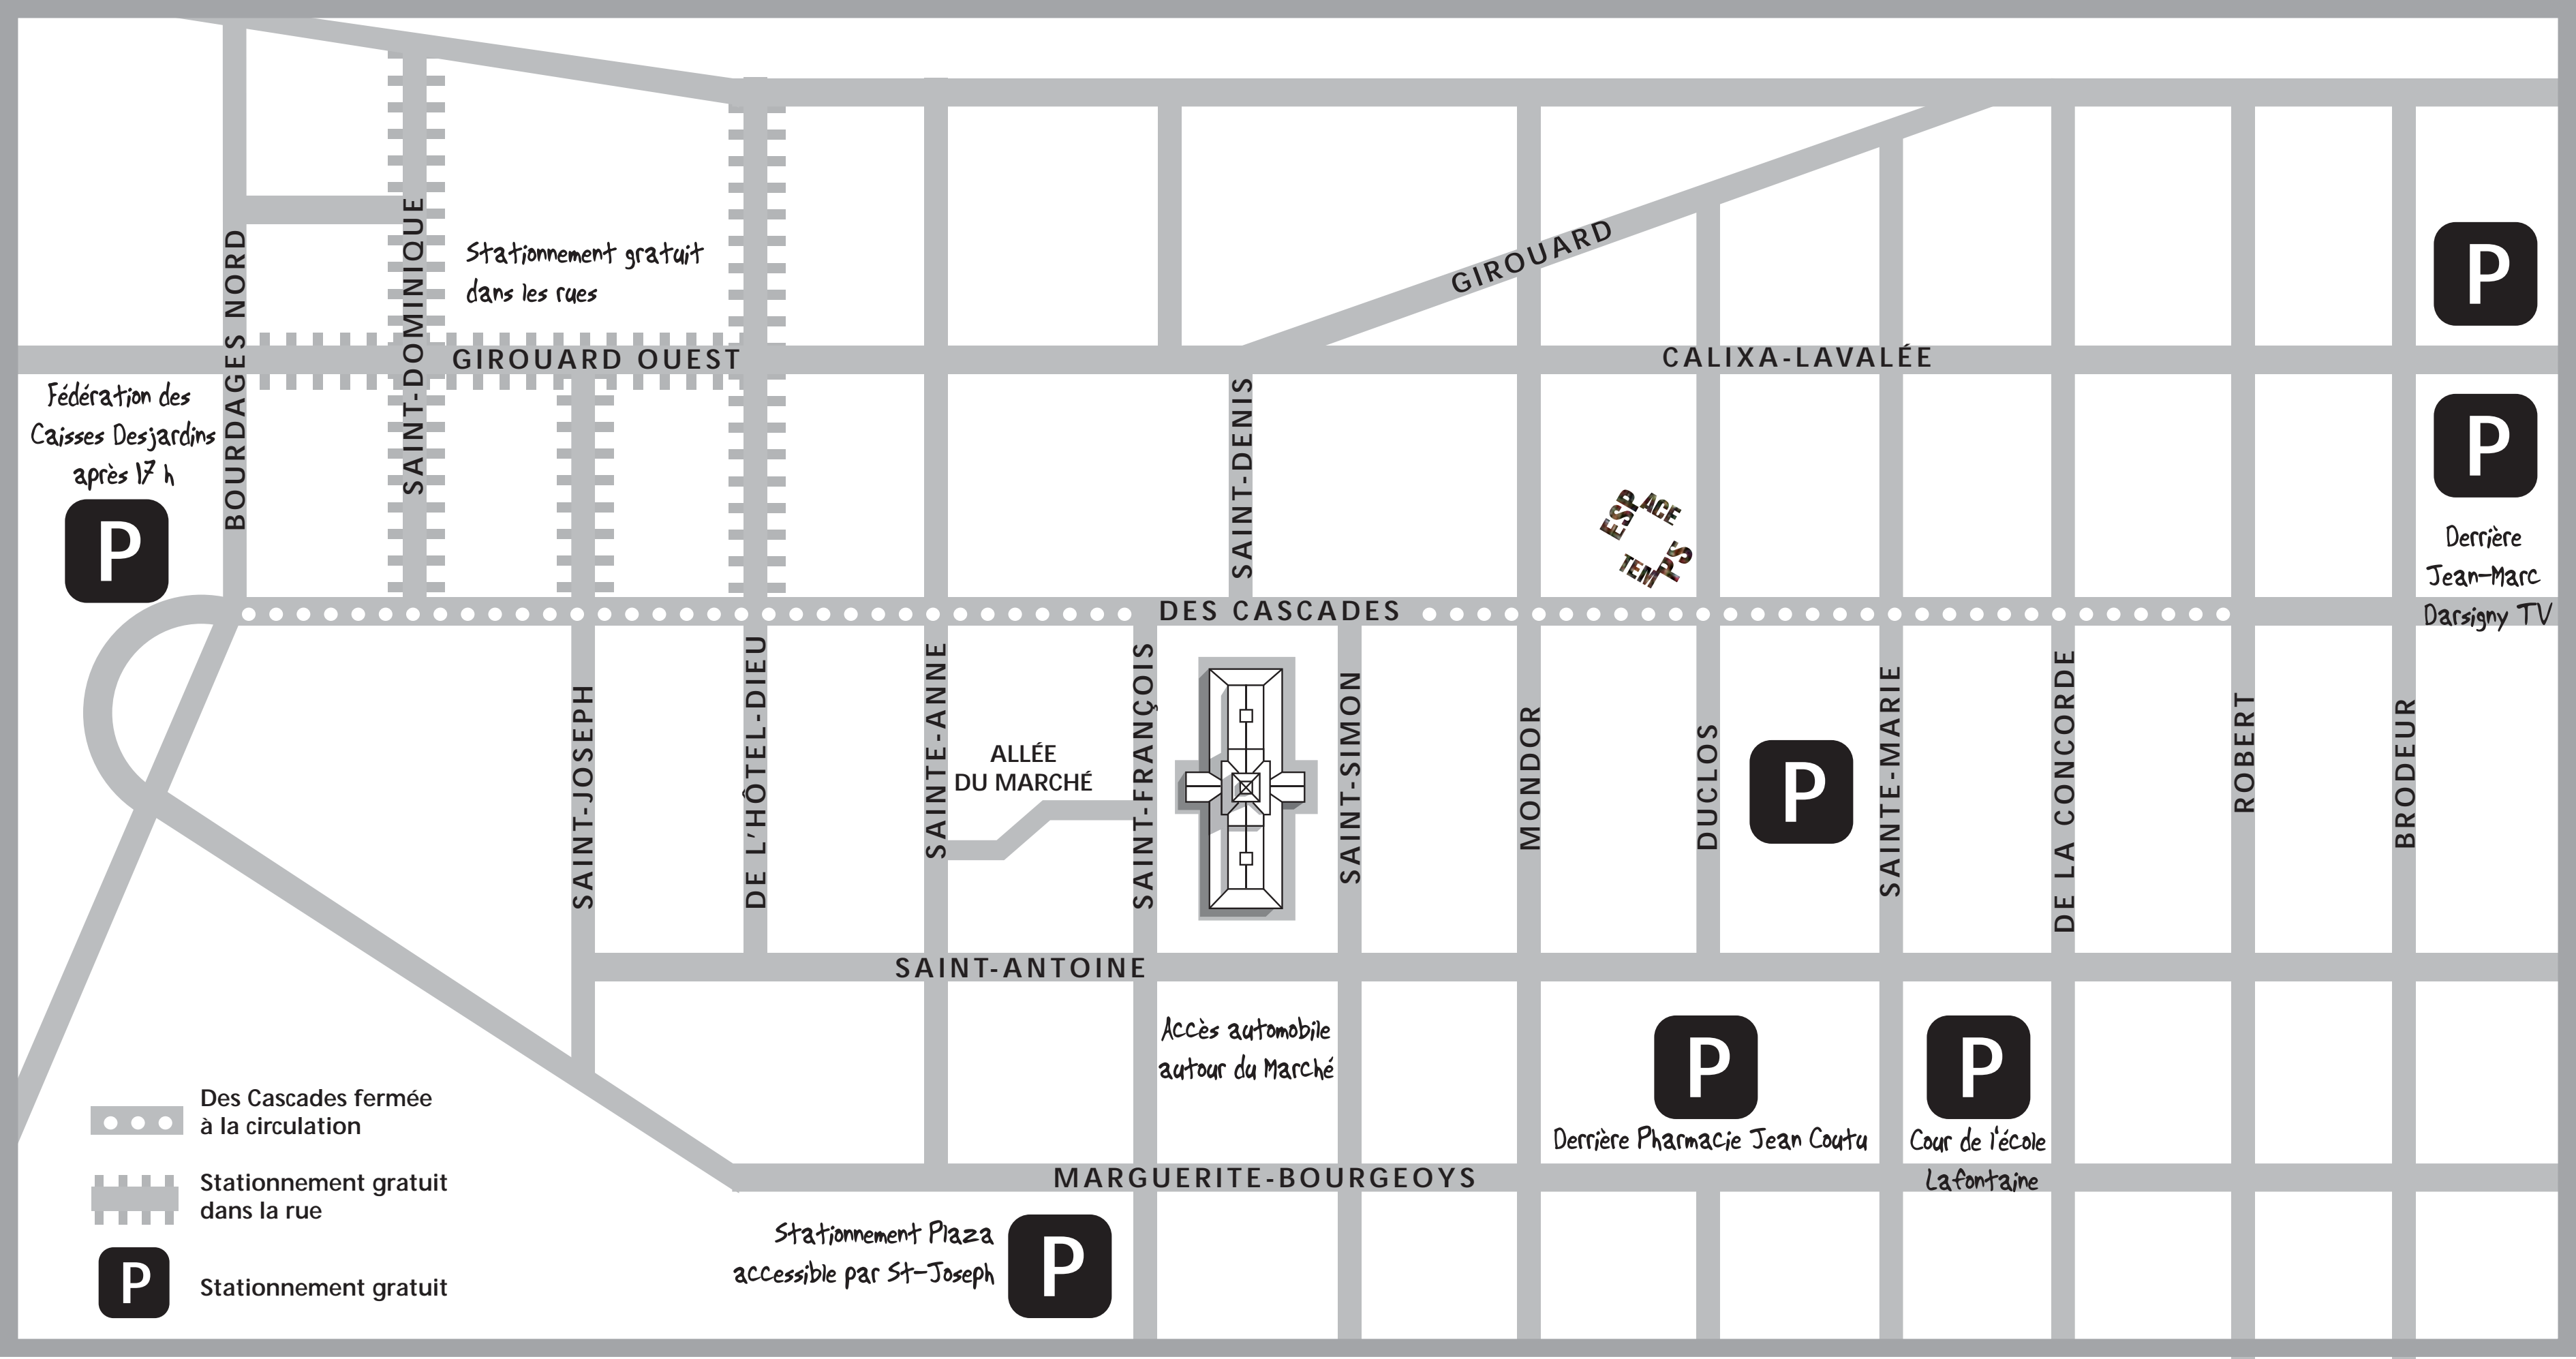 GIROUARD
P
Stationnement gratuit
dans les rues
BOURDAGES NORD
SAINT-DOMINIQUE
GIROUARD OUEST
CALIXA-LAVALÉE
Fédération des
Caisses Desjardins
après 17 h
P
SAINT-DENIS
ESPACE
TEMPS
P
Derrière
Jean-Marc
Darsigny TV
DES CASCADES
SAINT-JOSEPH
DE L'HÔTEL-DIEU
SAINTE-ANNE
ALLÉE
DU MARCHÉ
SAINT-FRANÇOIS
SAINT-SIMON
MONDOR
DUCLOS
P
SAINTE-MARIE
DE LA CONCORDE
ROBERT
BRODEUR
SAINT-ANTOINE
Accès automobile
autour du Marché
P
Derrière Pharmacie Jean Coutu
P
Cour de l'école
Lafontaine
MARGUERITE-BOURGEOYS
Stationnement Plaza
accessible par St-Joseph
P
Des Cascades fermée
à la circulation
Stationnement gratuit
dans la rue
P
Stationnement gratuit